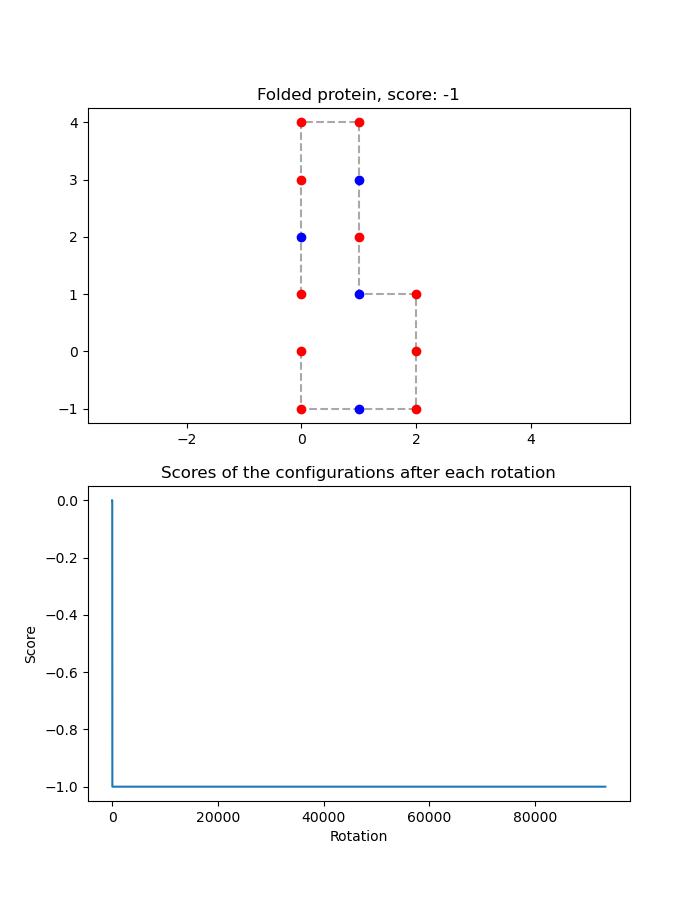 Folded protein, score: -1
4
3
2
1
0
−1
−2 0 2 4
Scores of the configurations after each rotation
0.0
−0.2
−0.4
−0.6
−0.8
−1.0
Score
0 20000 40000 60000 80000
Rotation